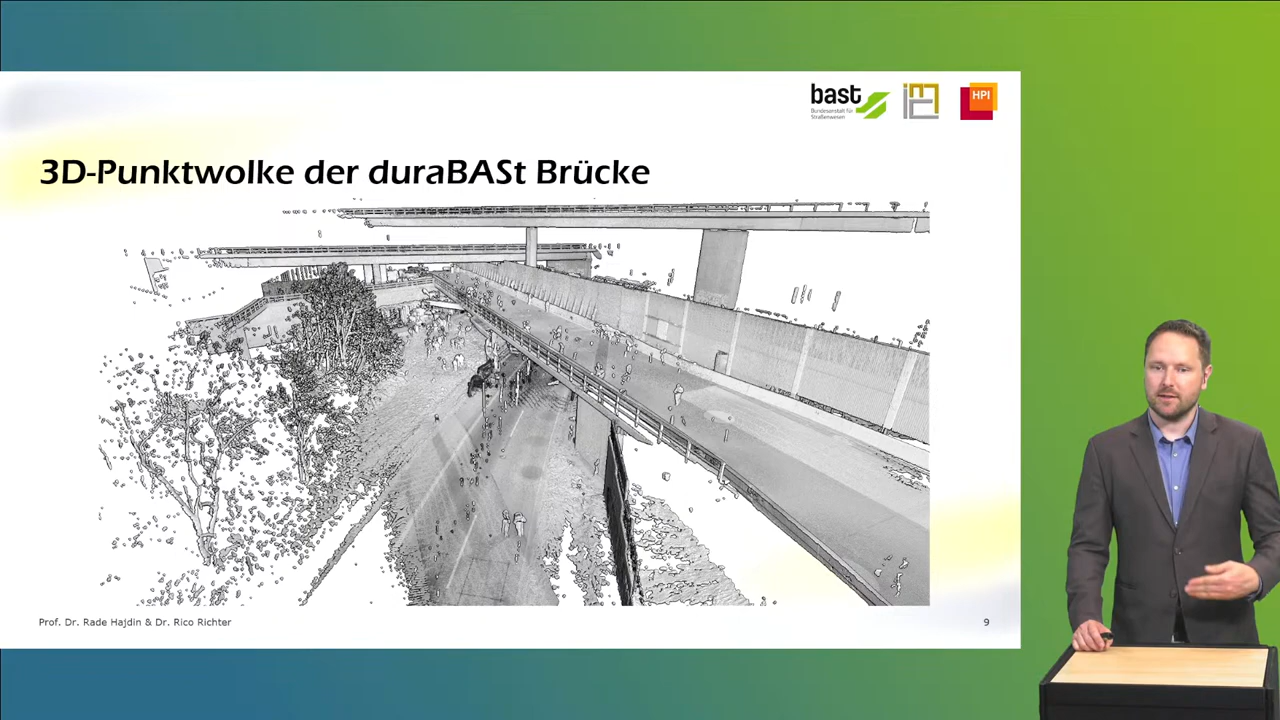 bast
Bundesanstalt für
Straßenwesen
HPI
3D-Punktwolke der duraBASt Brücke
Prof. Dr. Rade Hajdin & Dr. Rico Richter
9